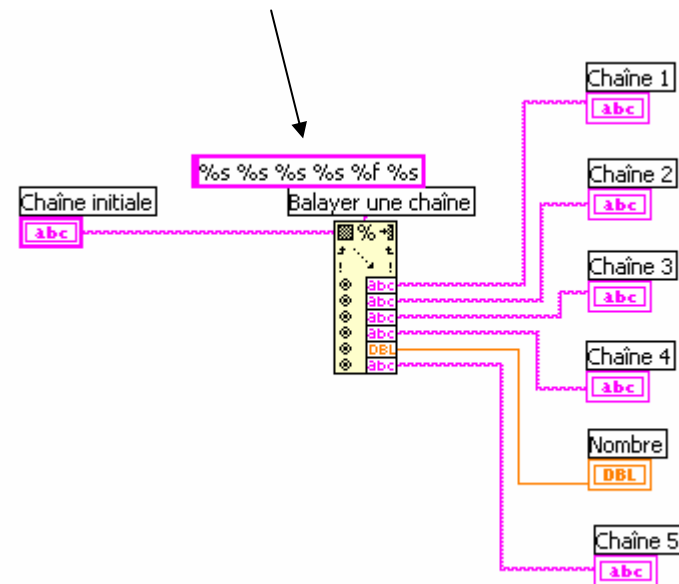 Chaîne 1
abc
%s %s %s %s %f %s
Chaîne initiale
abc
Balayer une chaîne
%
abc
abc
abc
abc
DBL
abc
Chaîne 2
abc
Chaîne 3
abc
Chaîne 4
abc
Nombre
DBL
Chaîne 5
abc